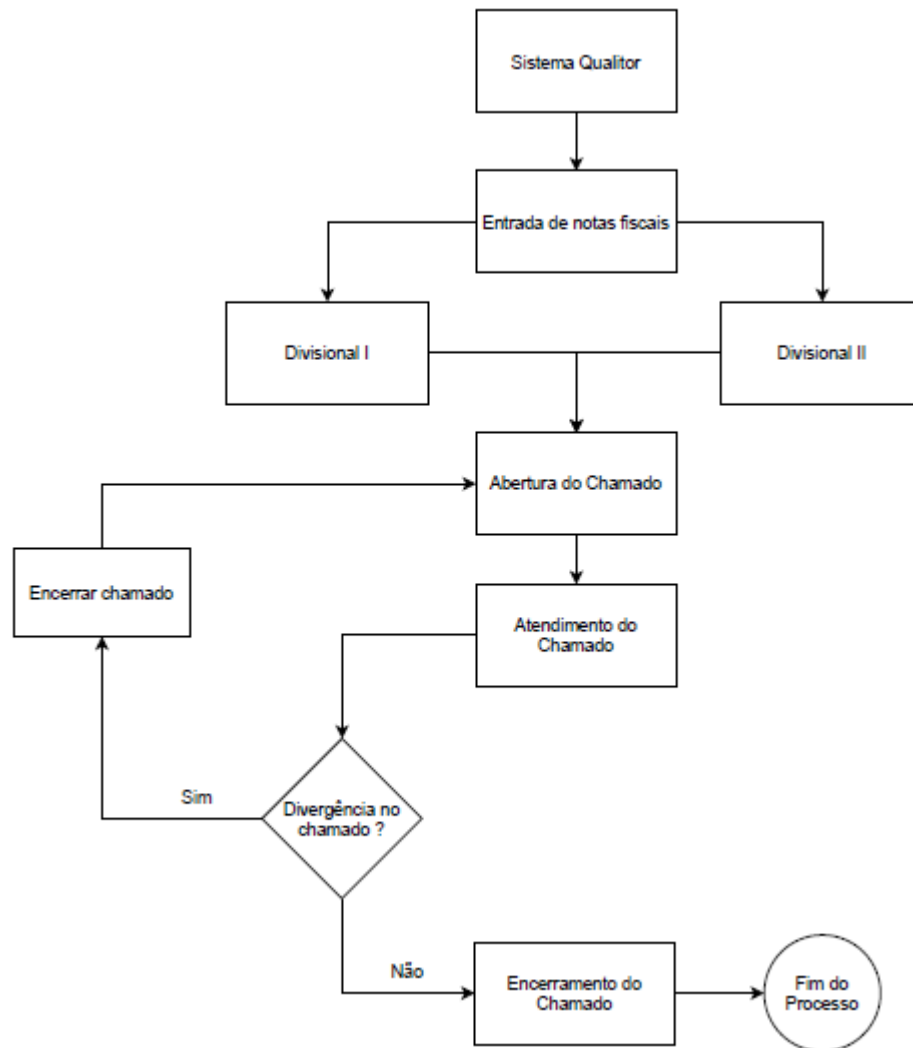 Sistema Qualitor
Entrada de notas fiscais
Divisional I
Divisional II
Abertura do Chamado
Encerrar chamado
Atendimento do
Chamado
Sim
Divergência no
chamado ?
Não
Encerramento do
Chamado
Fim do
Processo